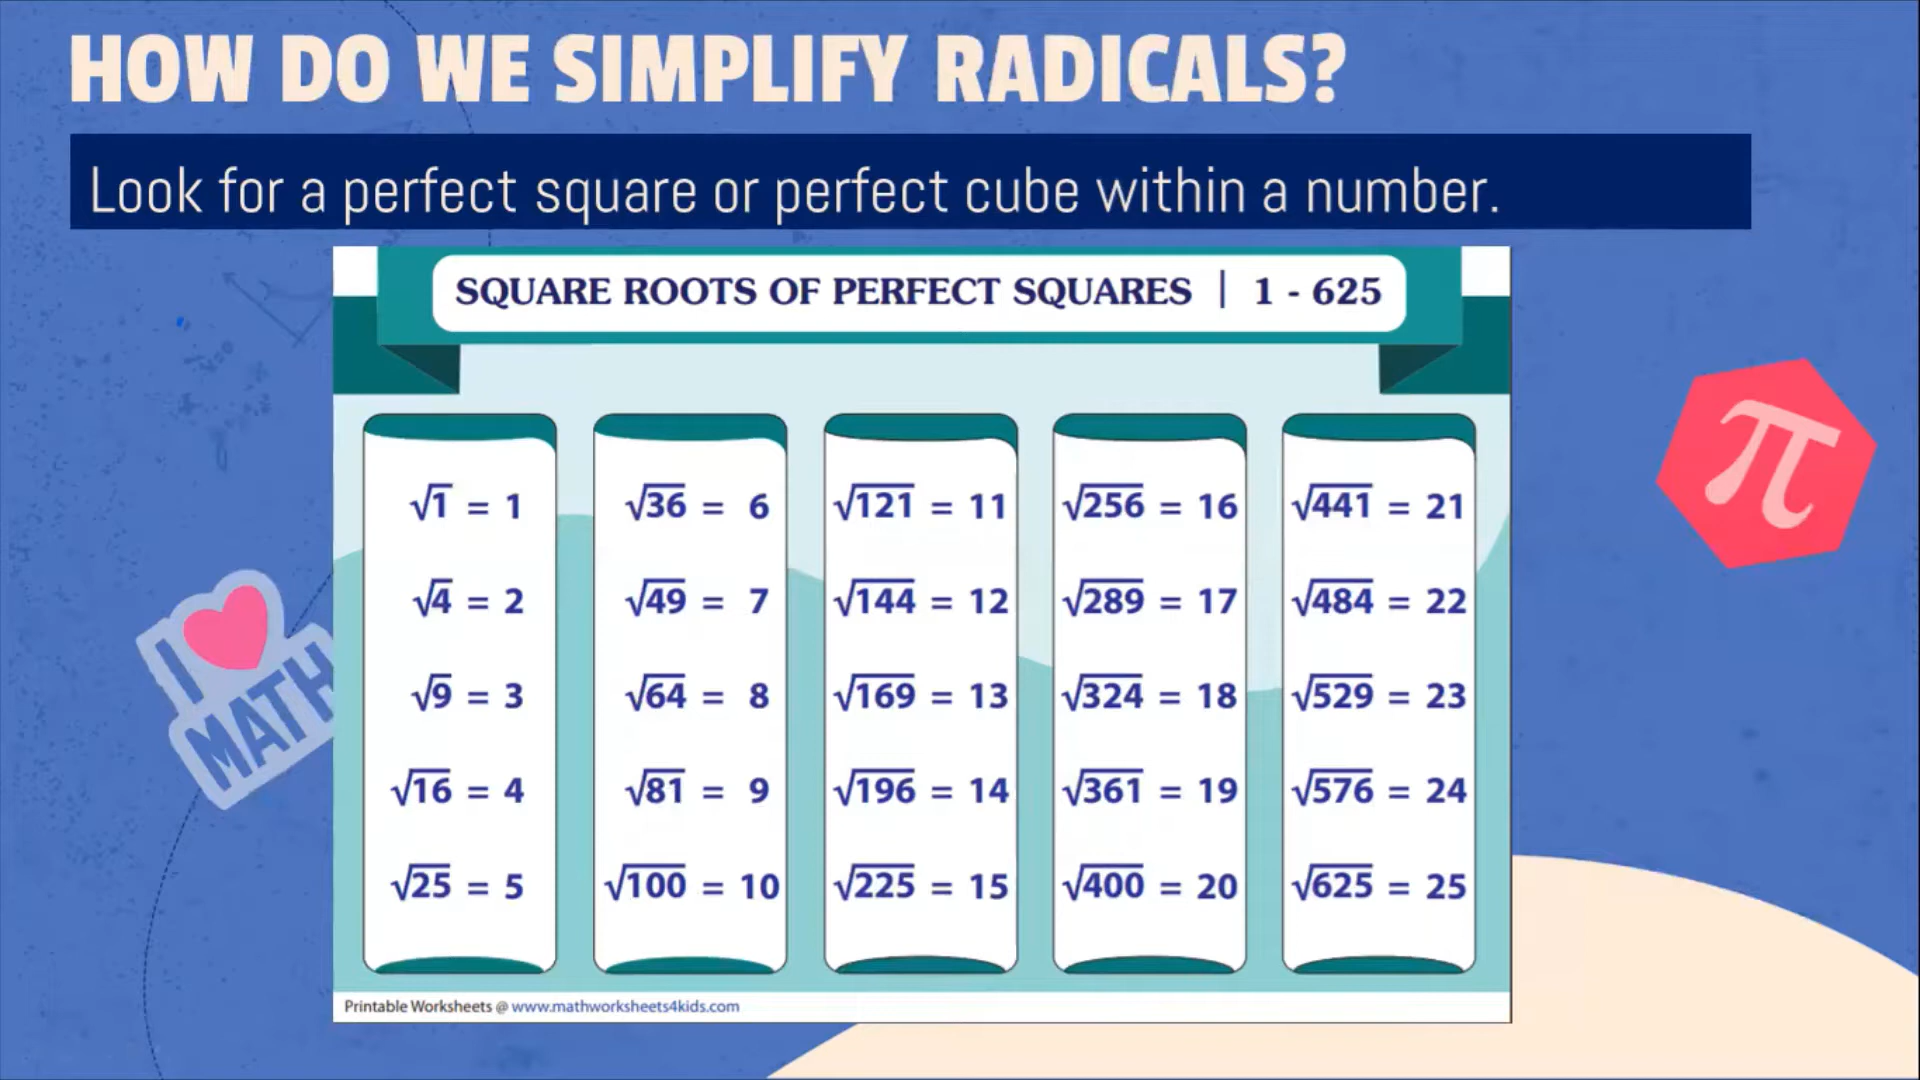 HOW DO WE SIMPLIFY RADICALS?
Look for a perfect square or perfect cube within a number.
SQUARE ROOTS OF PERFECT SQUARES | 1 - 625
√1 = 1
√4 = 2
√9 = 3
√16 = 4
√25 = 5
√36 = 6
√49 = 7
√64 = 8
√81 = 9
√100 = 10
√121 = 11
√144 = 12
√169 = 13
√196 = 14
√225 = 15
√256 = 16
√289 = 17
√324 = 18
√361 = 19
√400 = 20
√441 = 21
√484 = 22
√529 = 23
√576 = 24
√625 = 25
I
MATH
π
Printable Worksheets @ www.mathworksheets4kids.com